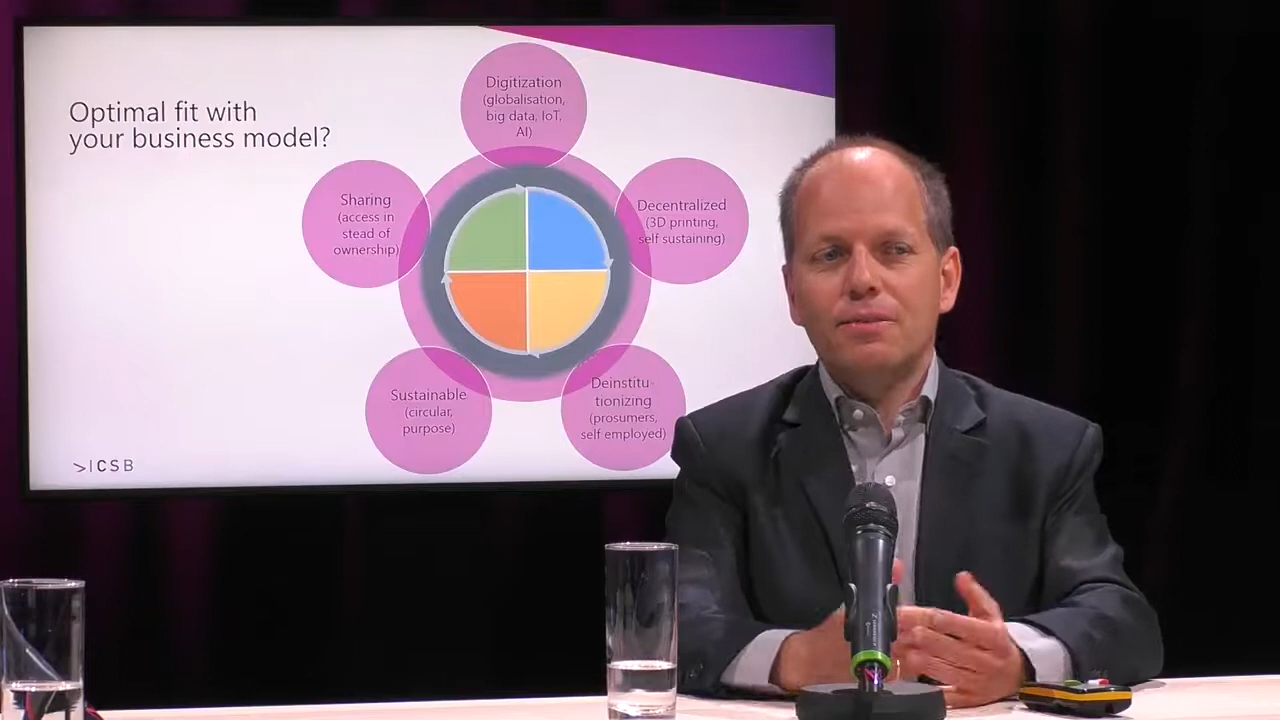 Optimal fit with
your business model?
Digitization
(globalisation,
big data, IoT,
AI)
Sharing
(access in
stead of
ownership)
Decentralized
(3D printing,
self sustaining)
Sustainable
(circular,
purpose)
Deinstitu-
tionizing
(prosumers,
self employed)
>|CSB